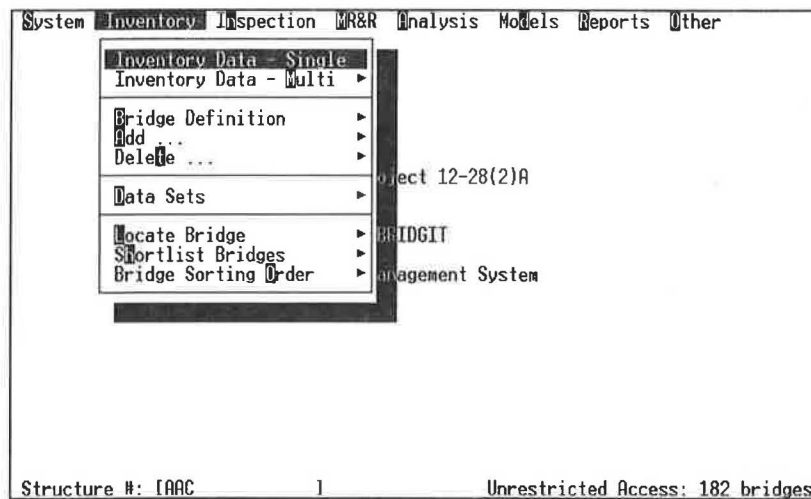 System Inventory Inspection MR&R Analysis Models Reports Other
Inventory Data - Single
Inventory Data - Multi ►
Bridge Definition ►
Add ... ►
Delete ... ►
oject 12-28(2)A
Data Sets ►
Locate Bridge ► BRIDGIT
Shortlist Bridges ►
Bridge Sorting Order ► anagement System
Structure #: [AAC ] Unrestricted Access: 182 bridges